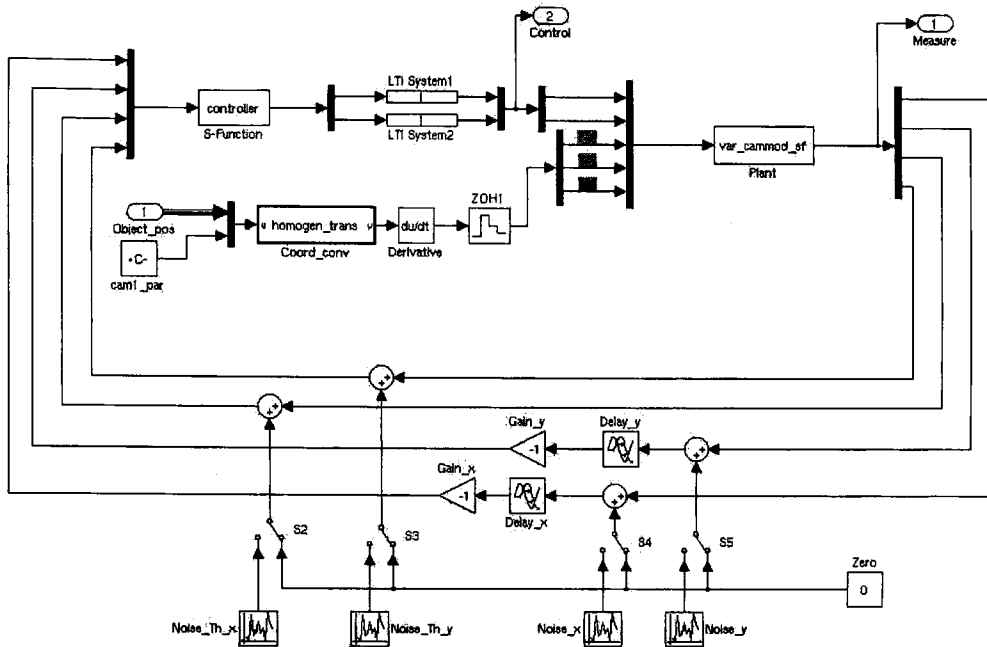 2
Control
1
Measure
LTI System1
controller
S-Function
LTI System2
var_cammod_sf
Plant
ZOH1
1
Object_pos
u homogen_trans y
Coord_conv
du/dt
Derivative
-C-
cam1_par
++
++
Gain_y
-1
Delay_y
++
Gain_x
-1
Delay_x
++
S2
S3
S4
S5
Zero
0
Noise_Th_x
Noise_Th_y
Noise_x
Noise_y